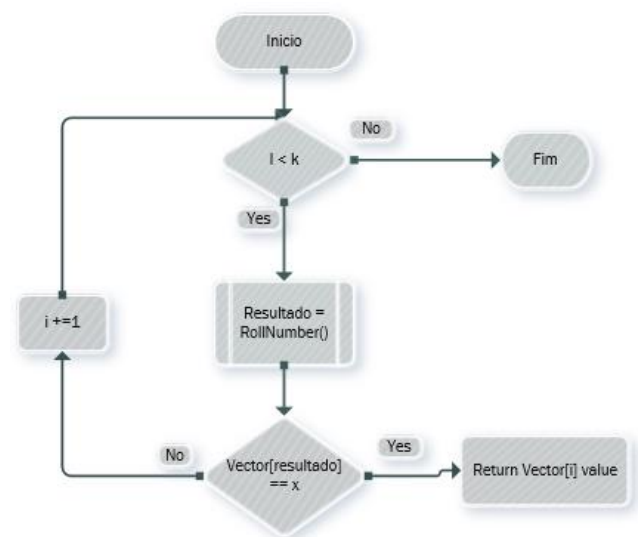 Inicio
I < k
No
Fim
Yes
Resultado =
RollNumber()
i +=1
Vector[resultado]
== x
No
Yes
Return Vector[i] value